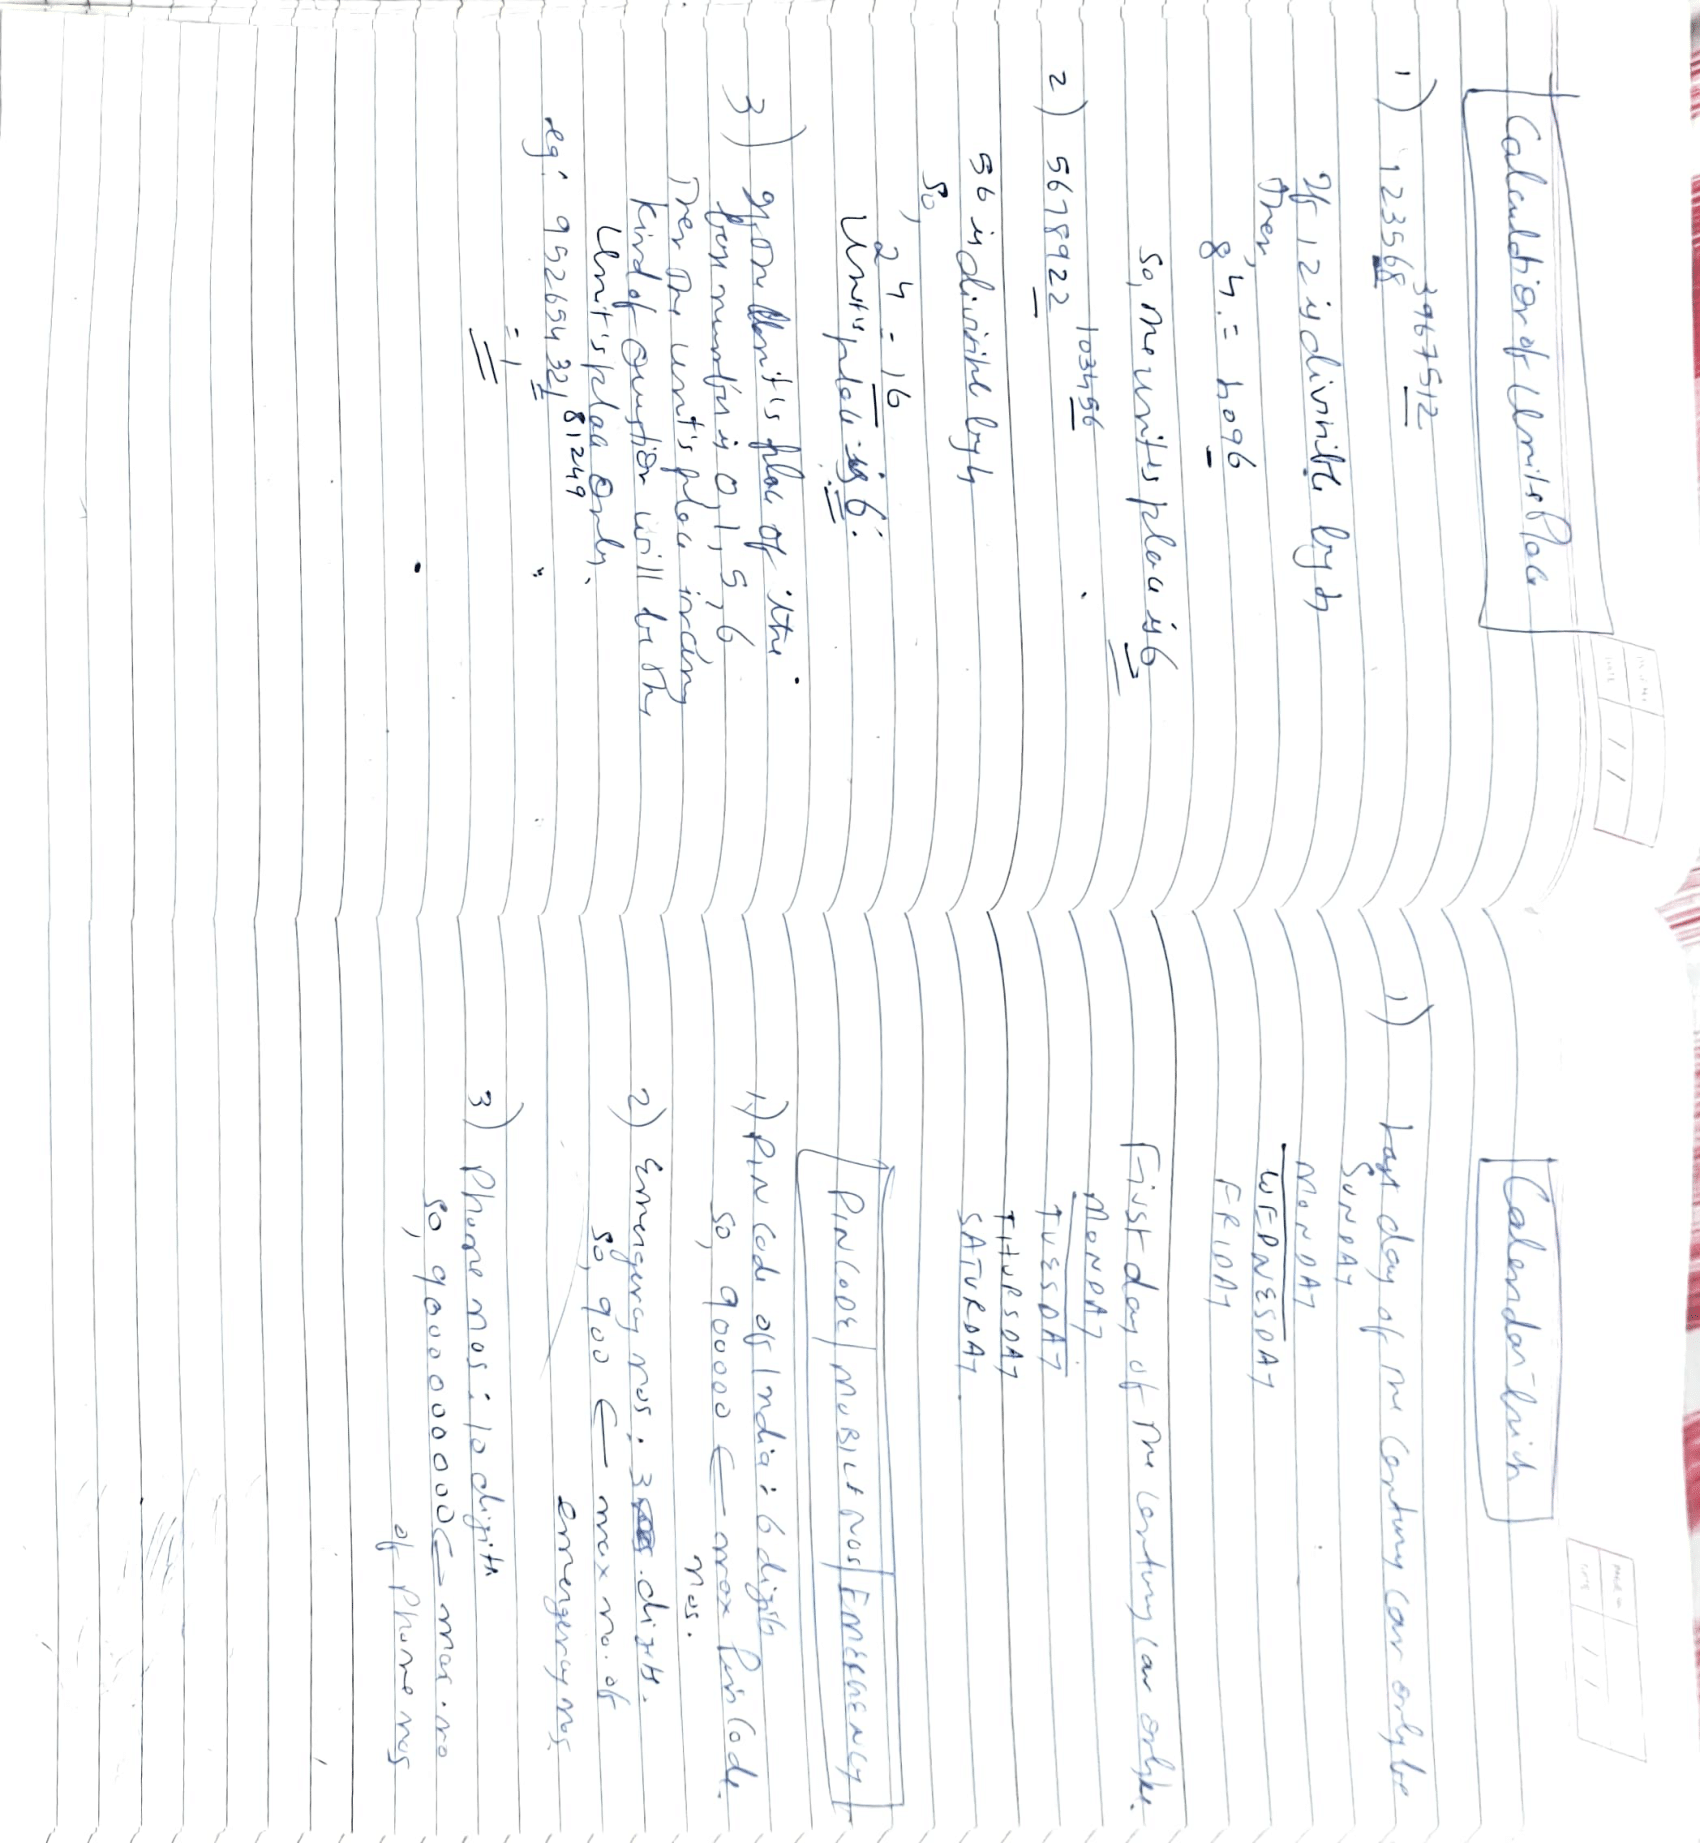 Calculation of Unit's Place
1) 123568 3967512
If 12 is divisible by 4
Then,
8^4 = 4096
So, the unit's place is 6
2) 5678922 103456
56 is divisible by 4
So,
2^4 = 16
Unit's place is 6.
3) If the Unit's place of the
base number is 0, 1, 5, 6
Then the unit's place in any
kind of Question will be the
Unit's place only.
eg: 952694321 81249
= 1
Calendar Trick
1) Last day of the Century can only be
SUNDAY
MONDAY
WEDNESDAY
FRIDAY
First day of the century can only be.
MONDAY
TUESDAY
THURSDAY
SATURDAY.
PINCODE/MOBILE NOS/EMERGENCY
1) PIN Code of India: 6 digits
So, 900000 ← max Pin Code
nos.
2) Emergency nos: 3 digits.
So, 900 ← max no. of
emergency nos.
3) Phone nos: 10 digits
So, 9000000000 ← max. no
of Phone nos